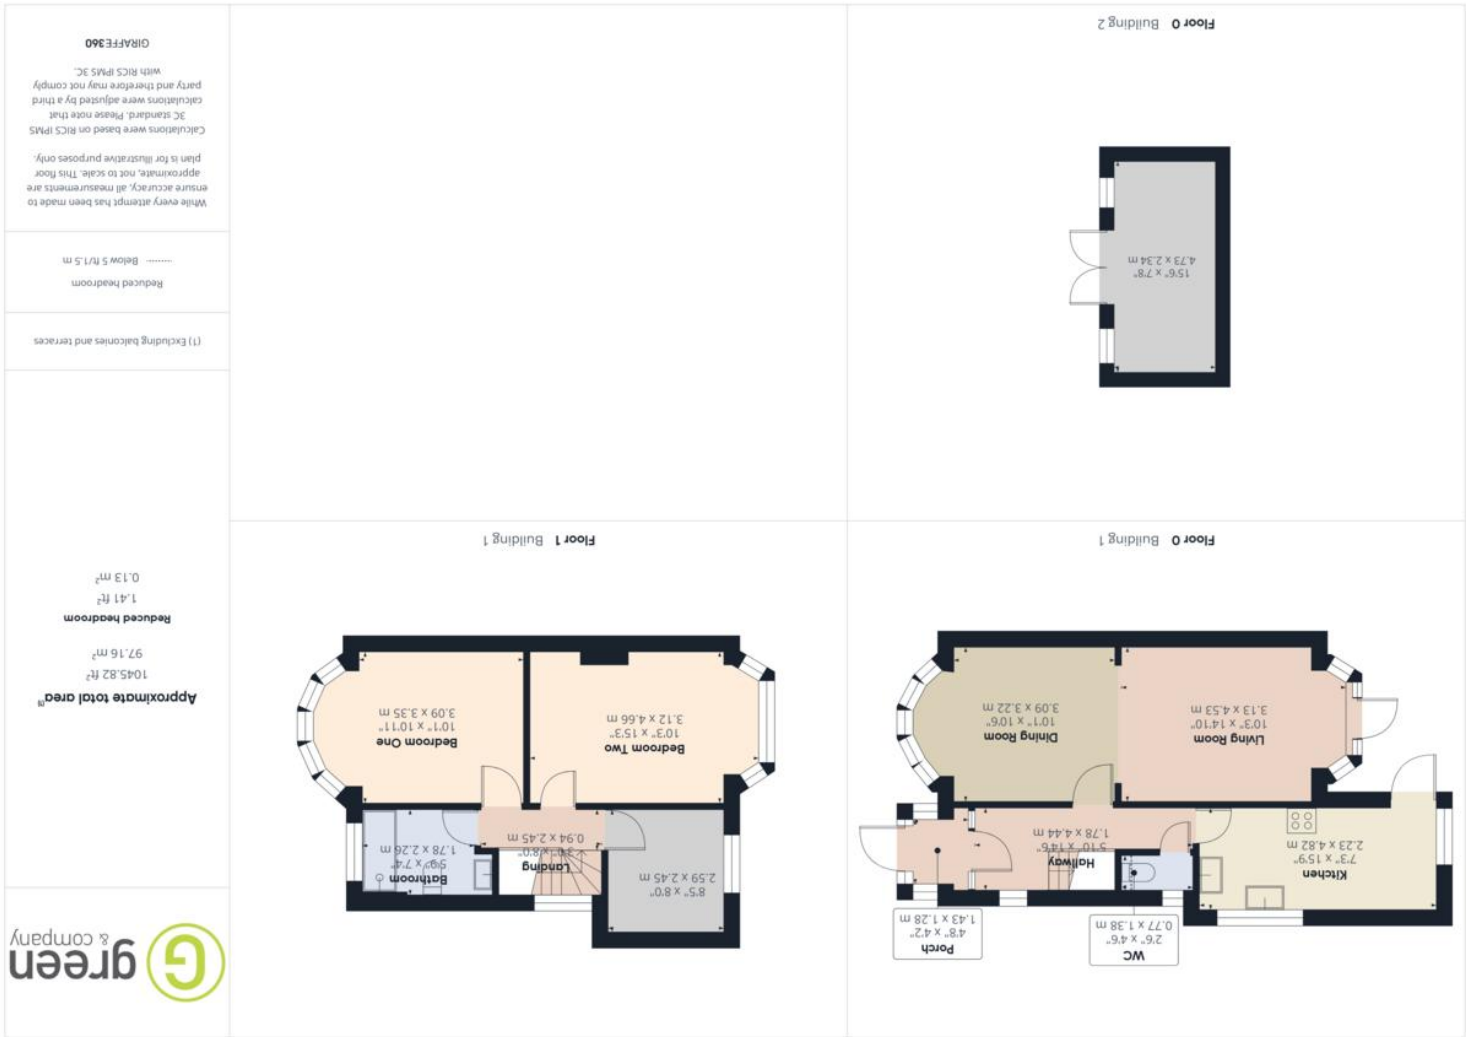 green
& company
Approximate total area⁽¹⁾
1045.82 ft²
97.16 m²
Reduced headroom
1.41 ft²
0.13 m²
(1) Excluding balconies and terraces
Reduced headroom
Below 5 ft/1.5 m
While every attempt has been made to
ensure accuracy, all measurements are
approximate, not to scale. This floor
plan is for illustrative purposes only.
Calculations were based on RICS IPMS
3C standard. Please note that
calculations were adjusted by a third
party and therefore may not comply
with RICS IPMS 3C.
GIRAFFE360
WC
2'6" x 4'6"
0.77 x 1.38 m
Porch
4'8" x 4'2"
1.43 x 1.28 m
Kitchen
7'3" x 15'9"
2.23 x 4.82 m
Hallway
5'10" x 14'6"
1.78 x 4.44 m
Living Room
10'3" x 14'10"
3.13 x 4.53 m
Dining Room
10'1" x 10'6"
3.09 x 3.22 m
Floor 0 Building 1
8'5" x 8'0"
2.59 x 2.45 m
Landing
3'0" x 8'0"
0.94 x 2.45 m
Bathroom
5'9" x 7'4"
1.78 x 2.26 m
Bedroom Two
10'3" x 15'3"
3.12 x 4.66 m
Bedroom One
10'1" x 10'11"
3.09 x 3.35 m
Floor 1 Building 1
15'6" x 7'8"
4.73 x 2.34 m
Floor 0 Building 2